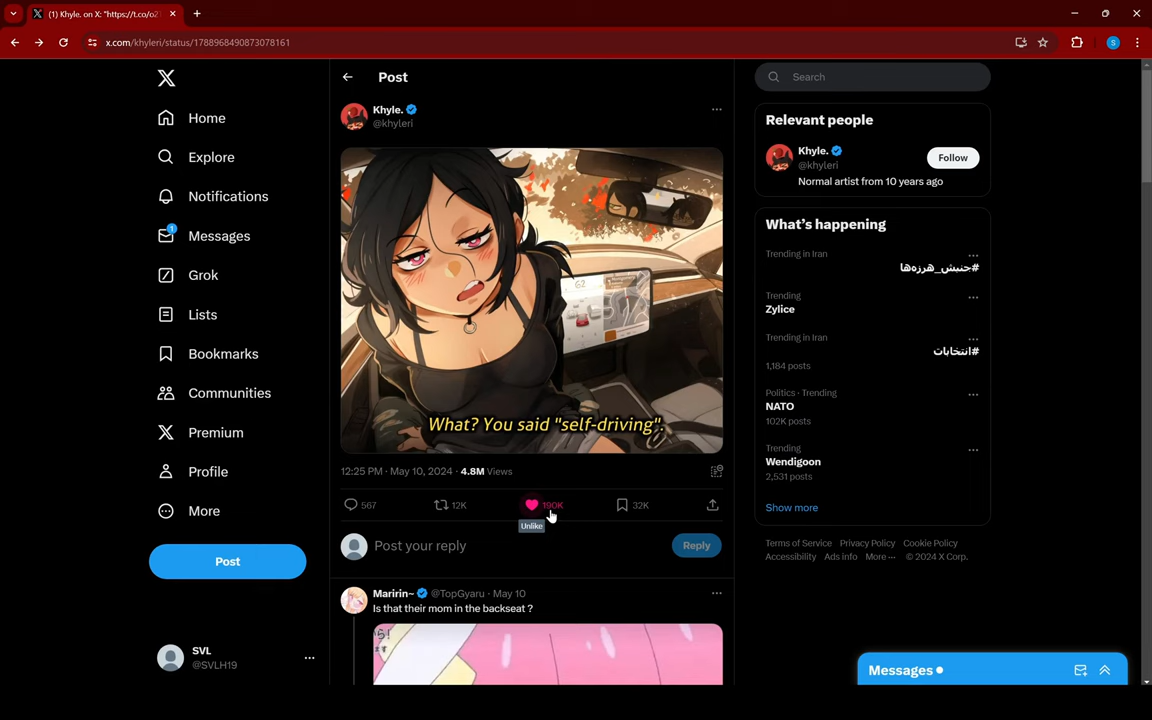 (1) Khyle. on X: "https://t.co/o2
x.com/khyleri/status/1788968490873078161
S
Home
Explore
Notifications
1
Messages
Grok
Lists
Bookmarks
Communities
Premium
Profile
More
Post
SVL
@SVLH19
Post
Khyle.
@khyleri
62
What? You said "self-driving".
12:25 PM · May 10, 2024 · 4.8M Views
567
12K
190K
32K
Unlike
Post your reply
Reply
Maririn~ @TopGyaru · May 10
Is that their mom in the backseat ?
Search
Relevant people
Khyle.
@khyleri
Follow
Normal artist from 10 years ago
What's happening
Trending in Iran
#جنبش_هرزه‌ها
Trending
Zylice
Trending in Iran
#انتخابات
1,184 posts
Politics · Trending
NATO
102K posts
Trending
Wendigoon
2,531 posts
Show more
Terms of Service Privacy Policy Cookie Policy
Accessibility Ads info More ··· © 2024 X Corp.
Messages